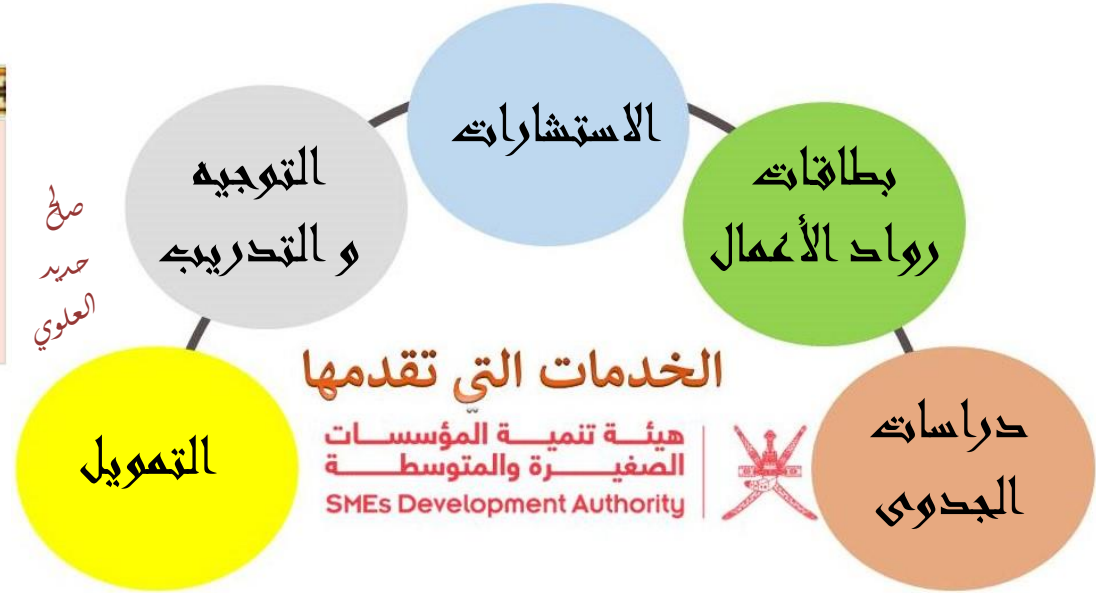 الاستشارات
بطاقات
رواد الأعمال
التوجيه
و التدريب
دراسات
الجدوى
التمويل
الخدمات التي تقدمها
هيئة تنمية المؤسسات
الصغيرة والمتوسطة
SMEs Development Authority
صالح
حديد
العلوي